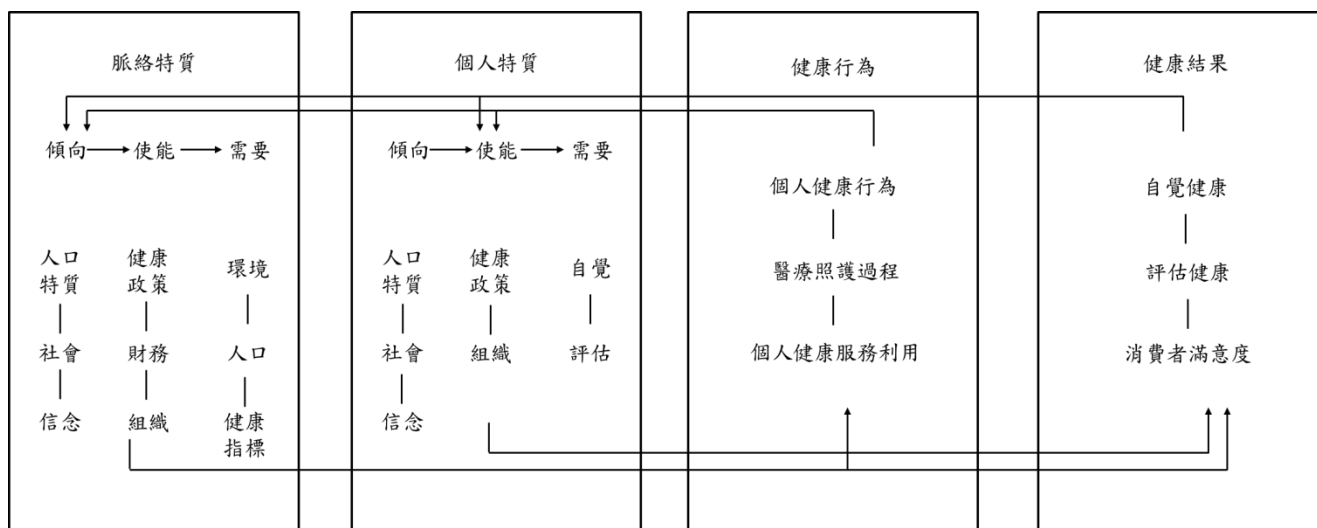 脈絡特質
傾向
使能
需要
人口
特質
社會
信念
健康
政策
財務
組織
環境
人口
健康
指標
個人特質
傾向
使能
需要
人口
特質
社會
信念
健康
政策
組織
自覺
評估
健康行為
個人健康行為
醫療照護過程
個人健康服務利用
健康結果
自覺健康
評估健康
消費者滿意度